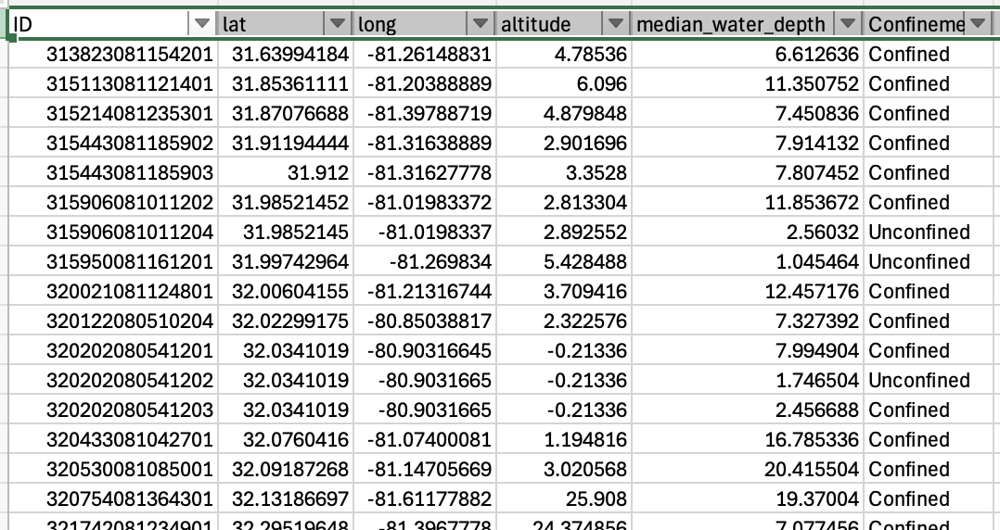 ID lat long altitude median_water_depth Confineme
313823081154201 31.63994184 -81.26148831 4.78536 6.612636 Confined
315113081121401 31.85361111 -81.20388889 6.096 11.350752 Confined
315214081235301 31.87076688 -81.39788719 4.879848 7.450836 Confined
315443081185902 31.91194444 -81.31638889 2.901696 7.914132 Confined
315443081185903 31.912 -81.31627778 3.3528 7.807452 Confined
315906081011202 31.98521452 -81.01983372 2.813304 11.853672 Confined
315906081011204 31.9852145 -81.0198337 2.892552 2.56032 Unconfined
315950081161201 31.99742964 -81.269834 5.428488 1.045464 Unconfined
320021081124801 32.00604155 -81.21316744 3.709416 12.457176 Confined
320122080510204 32.02299175 -80.85038817 2.322576 7.327392 Confined
320202080541201 32.0341019 -80.90316645 -0.21336 7.994904 Confined
320202080541202 32.0341019 -80.9031665 -0.21336 1.746504 Unconfined
320202080541203 32.0341019 -80.9031665 -0.21336 2.456688 Confined
320433081042701 32.0760416 -81.07400081 1.194816 16.785336 Confined
320530081085001 32.09187268 -81.14705669 3.020568 20.415504 Confined
320754081364301 32.13186697 -81.61177882 25.908 19.37004 Confined
321742081234901 32.29519648 -81.3967778 24.374856 7.077456 Confined